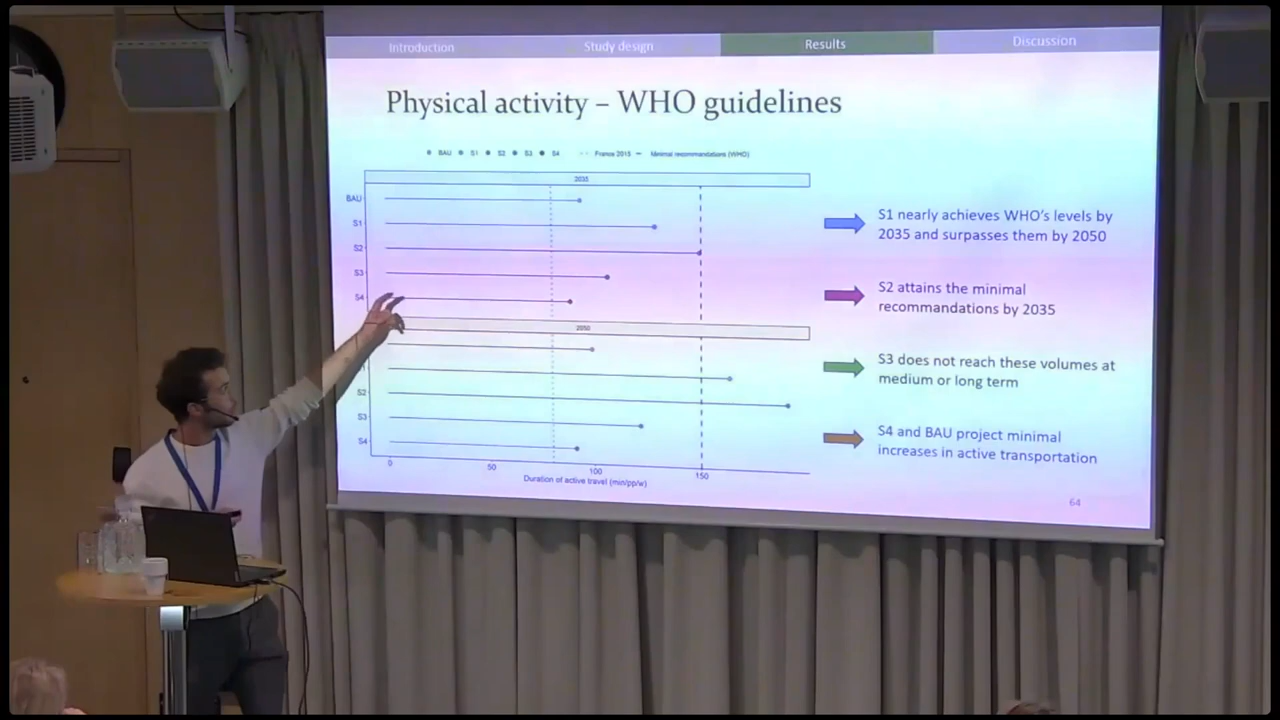 Introduction
Study design
Results
Discussion
Physical activity – WHO guidelines
BAU S1 S2 S3 S4 France 2015 Minimal recommandations (WHO)
2035
BAU
S1
S2
S3
S4
2050
S2
S3
S4
0 50 100 150
Duration of active travel (min/pp/w)
S1 nearly achieves WHO's levels by
2035 and surpasses them by 2050
S2 attains the minimal
recommandations by 2035
S3 does not reach these volumes at
medium or long term
S4 and BAU project minimal
increases in active transportation
64